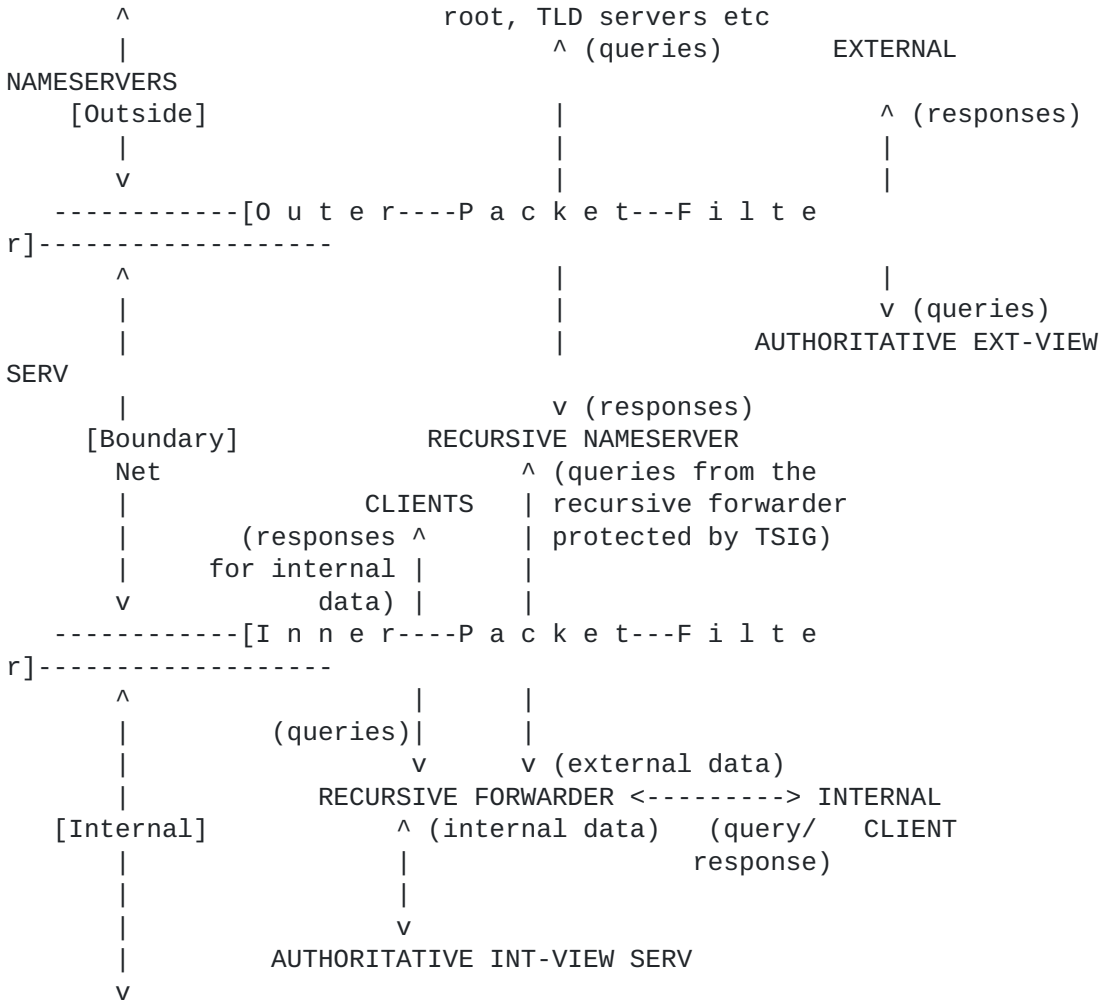 ^                    root, TLD servers etc
|                           ^ (queries)       EXTERNAL
NAMESERVERS
[Outside]                      |                    ^ (responses)
|                           |                    |
v                           |                    |
------------[O u t e r----P a c k e t---F i l t e
r]-------------------
^                           |                    |
|                           |                    v (queries)
|                           |            AUTHORITATIVE EXT-VIEW
SERV
|                           v (responses)
[Boundary]            RECURSIVE NAMESERVER
Net                       ^ (queries from the
|               CLIENTS   | recursive forwarder
|       (responses ^      | protected by TSIG)
|     for internal |      |
v            data) |      |
------------[I n n e r----P a c k e t---F i l t e
r]-------------------
^                  |      |
|         (queries)|      |
|                  v      v (external data)
|            RECURSIVE FORWARDER <---------> INTERNAL
[Internal]            ^ (internal data)   (query/   CLIENT
|                 |                  response)
|                 |
|                 v
|         AUTHORITATIVE INT-VIEW SERV
v